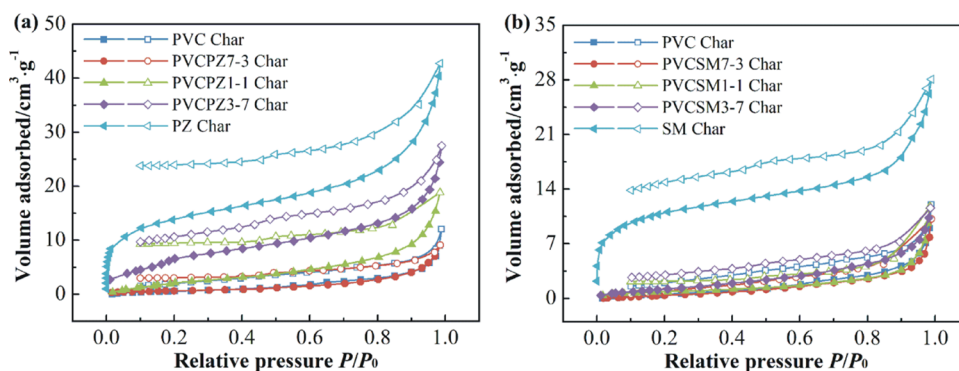 (a)
50
40
30
20
10
0
Volume adsorbed/cm³·g⁻¹
PVC Char
PVCPZ7-3 Char
PVCPZ1-1 Char
PVCPZ3-7 Char
PZ Char
0.0 0.2 0.4 0.6 0.8 1.0
Relative pressure P/P₀
(b)
35
28
21
14
7
0
Volume adsorbed/cm³·g⁻¹
PVC Char
PVCSM7-3 Char
PVCSM1-1 Char
PVCSM3-7 Char
SM Char
0.0 0.2 0.4 0.6 0.8 1.0
Relative pressure P/P₀